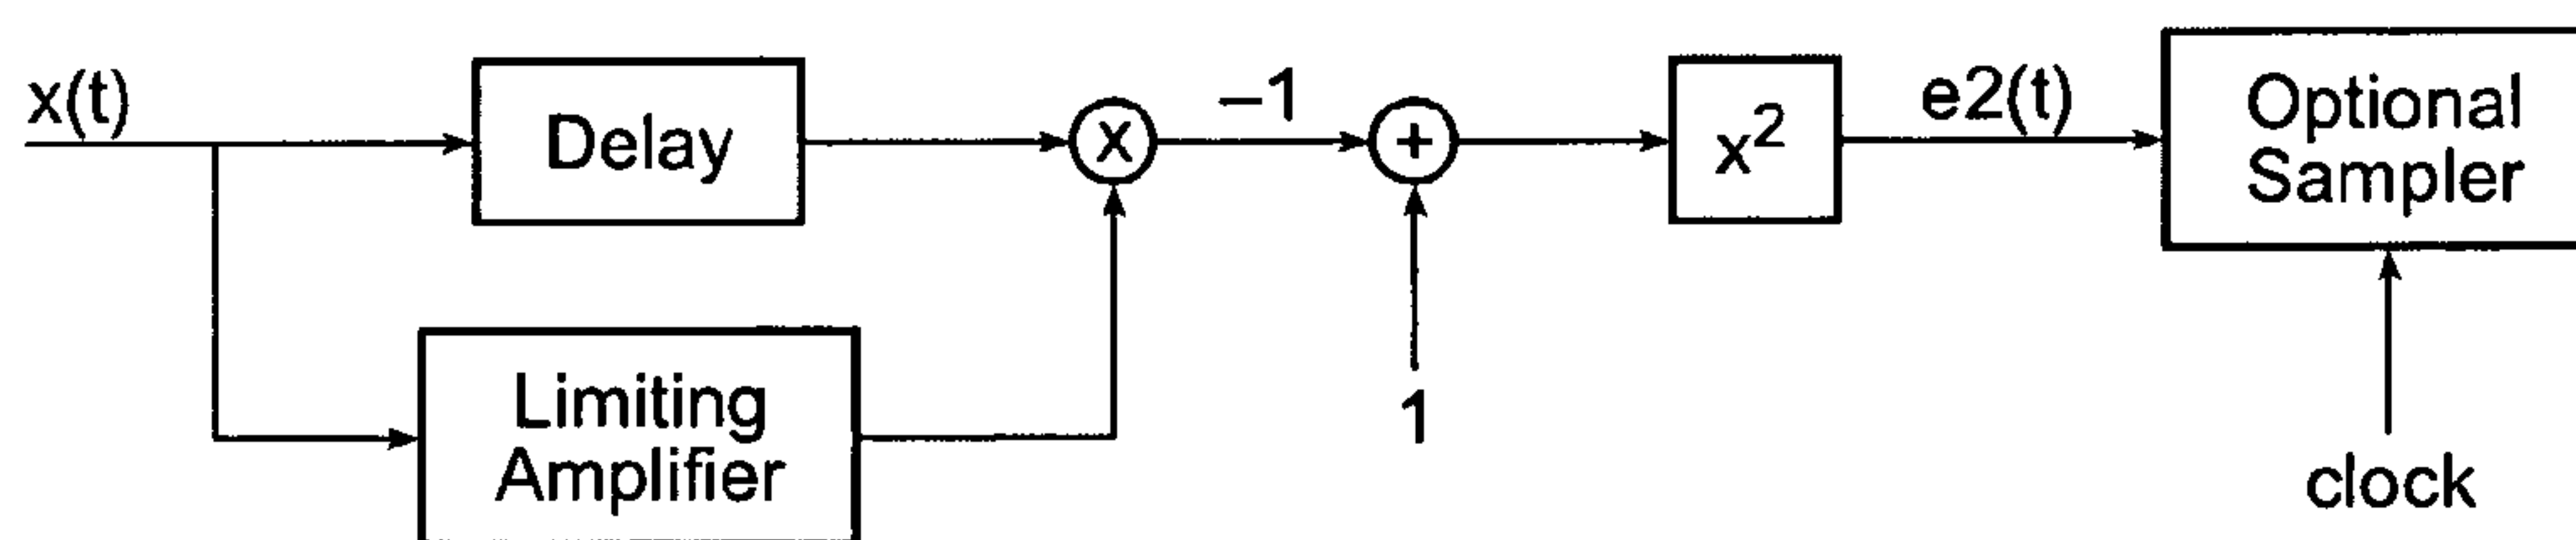 x(t)
Delay
x
–1
+
1
x²
e2(t)
Optional
Sampler
clock
Limiting
Amplifier